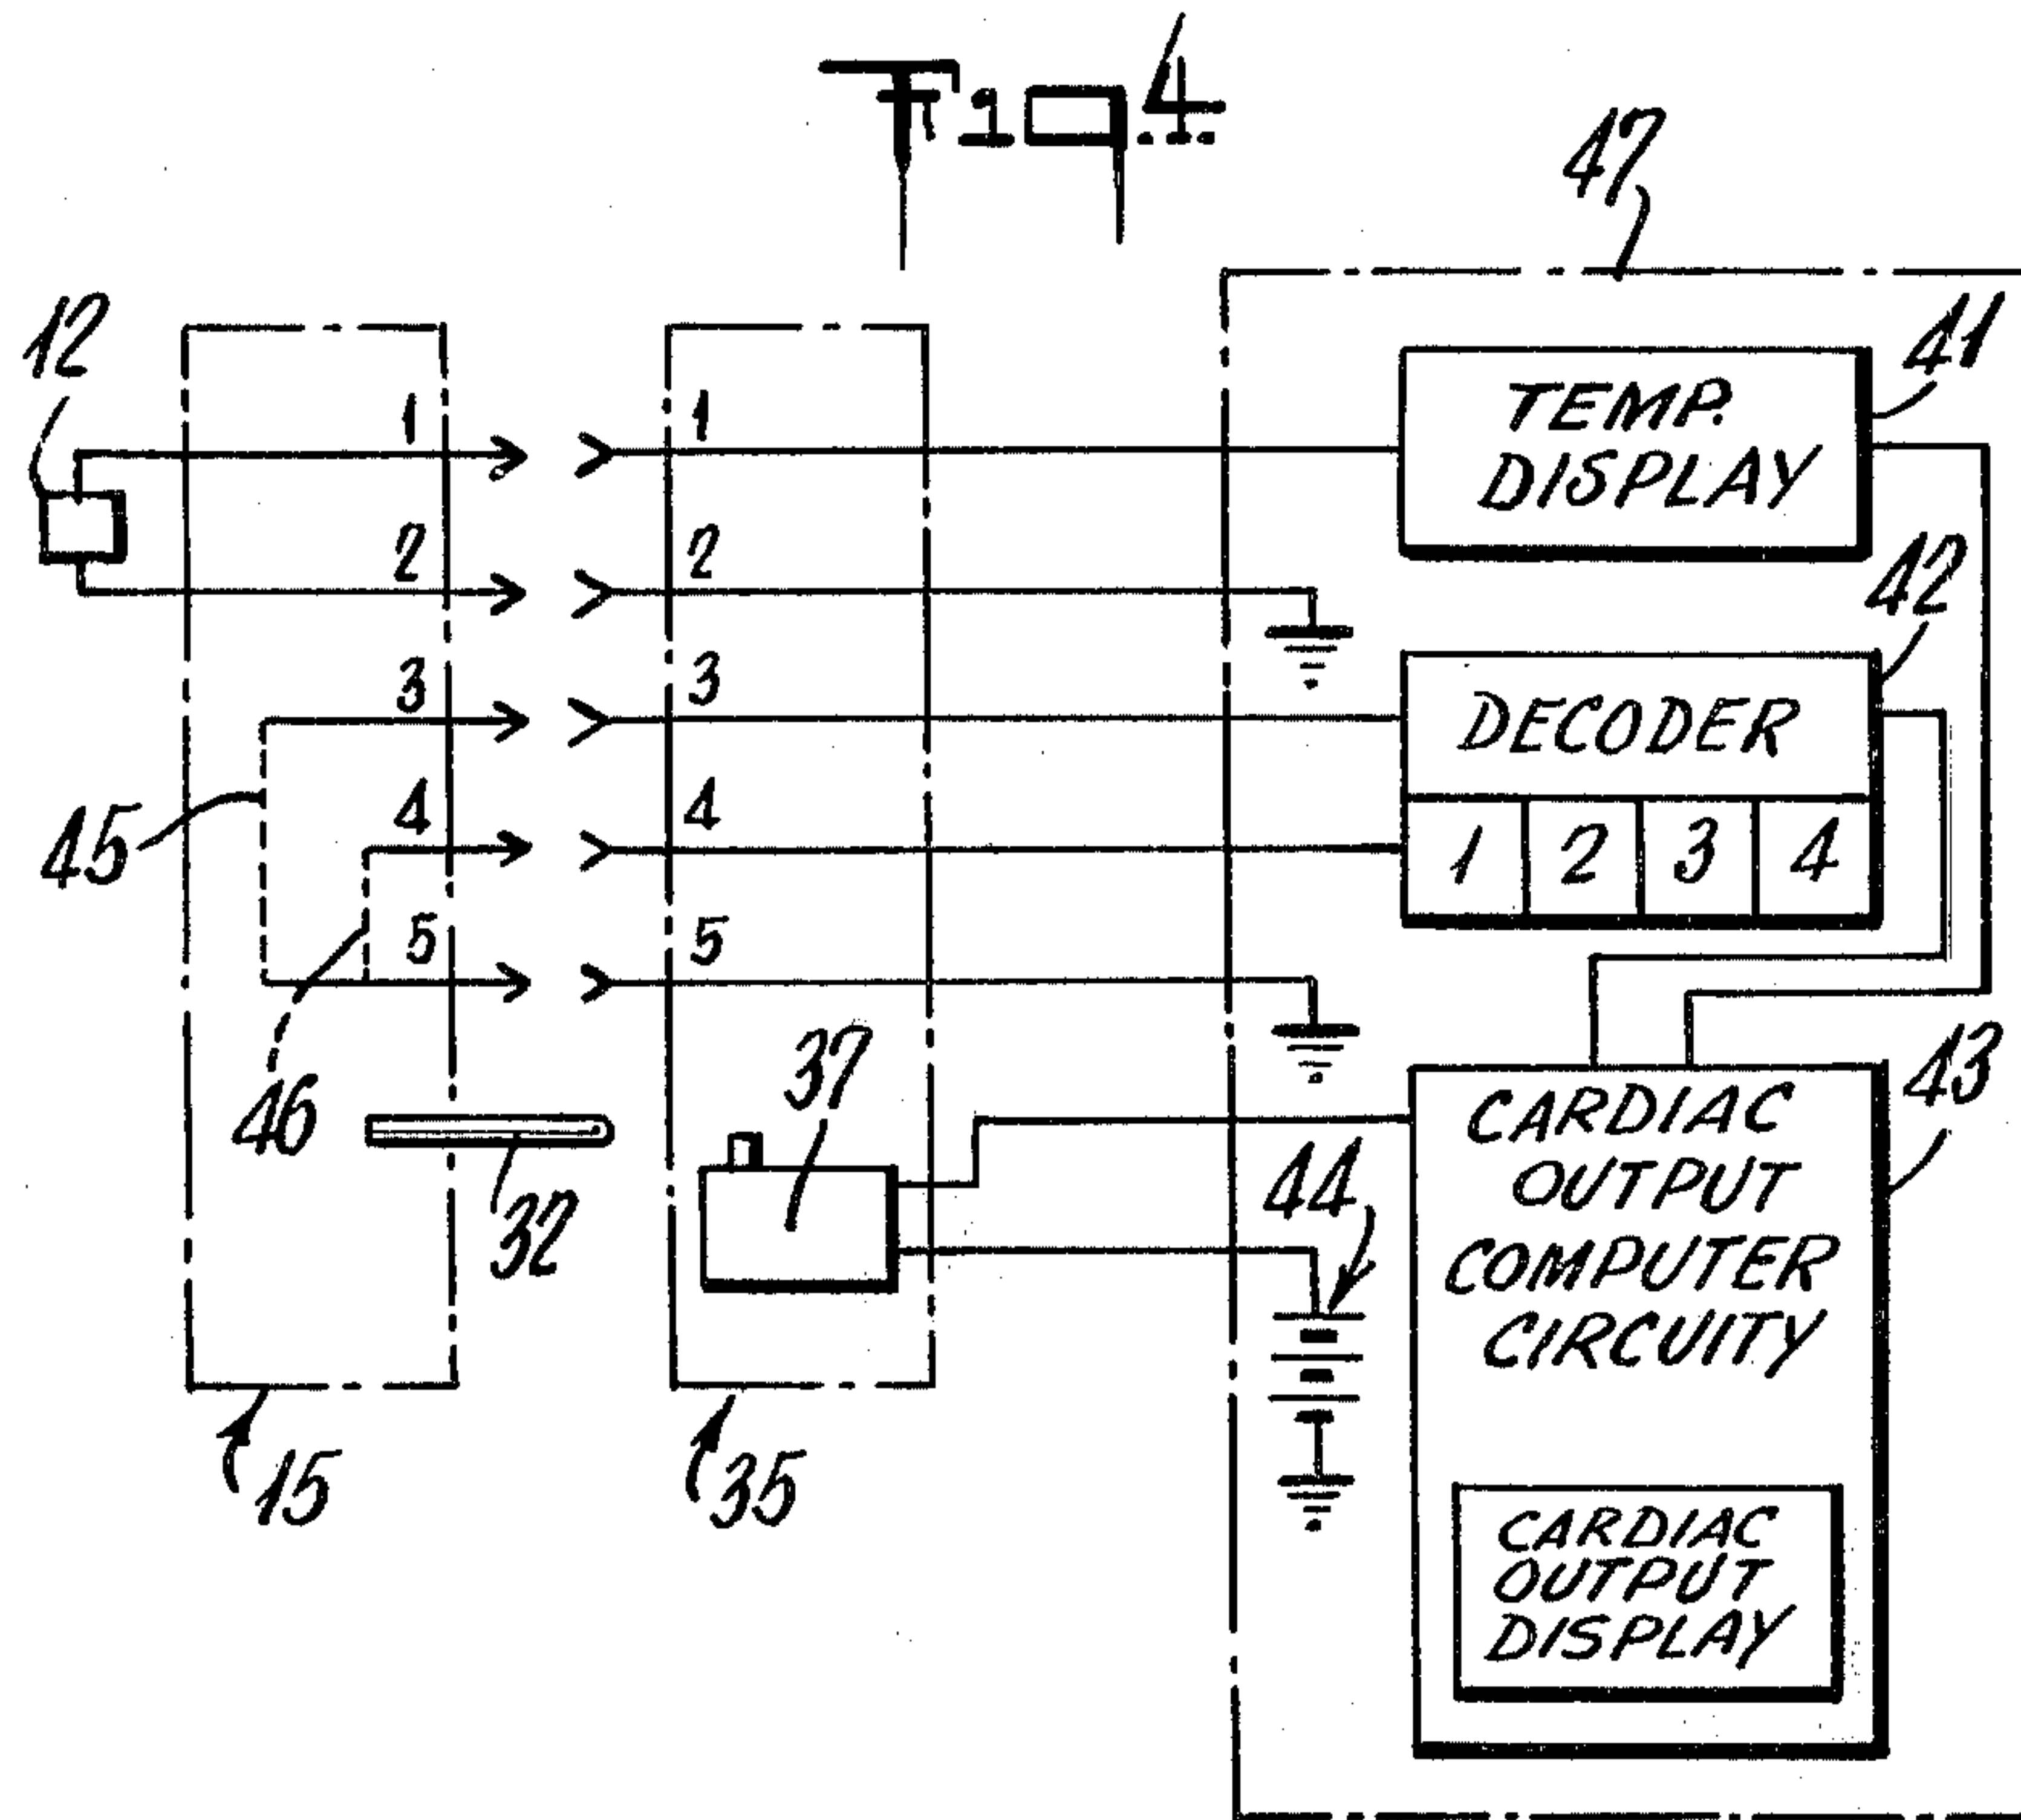 Fig. 4.
47
12
41
1
1
TEMP.
DISPLAY
2
2
42
3
3
DECODER
45
4
4
1 2 3 4
5
5
46
37
43
CARDIAC
OUTPUT
COMPUTER
CIRCUITY
32
44
CARDIAC
OUTPUT
DISPLAY
15
35